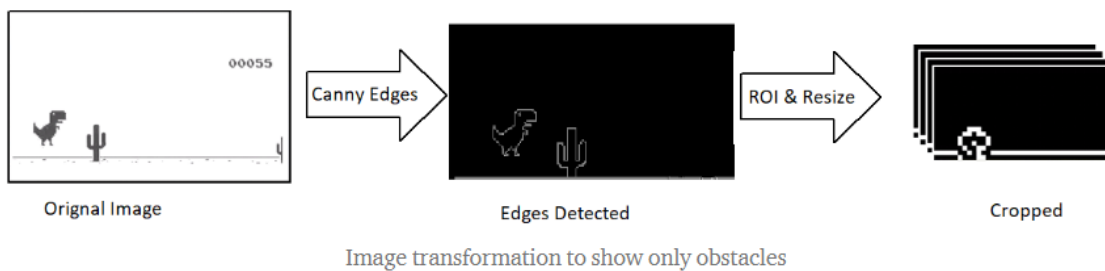 00055
Canny Edges
ROI & Resize
Orignal Image
Edges Detected
Cropped
Image transformation to show only obstacles